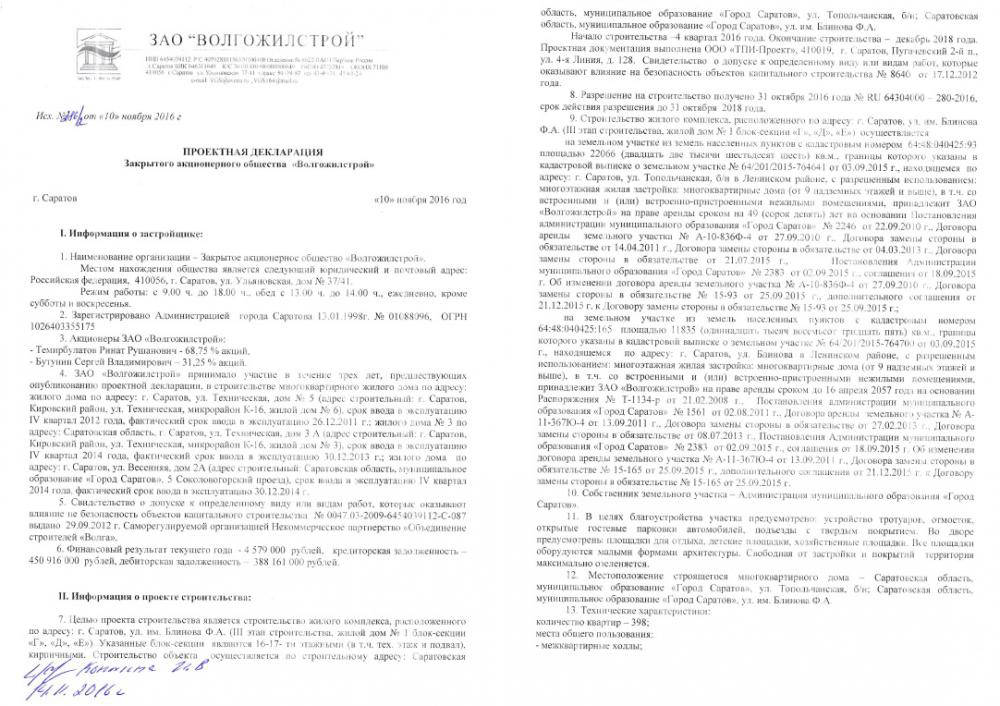 ЗАО “ВОЛГОЖИЛСТРОЙ”
Исх. № от «10» ноября 2016 г
ПРОЕКТНАЯ ДЕКЛАРАЦИЯ
Закрытого акционерного общества «Волгожилстрой»
г. Саратов «10» ноября 2016 год
I. Информация о застройщике:
1. Наименование организации – Закрытое акционерное общество «Волгожилстрой».
Местом нахождения общества является следующий юридический и почтовый адрес:
Российская федерация, 410056, г. Саратов, ул. Ульяновская, дом № 37/41.
Режим работы: с 9.00 ч. до 18.00 ч., обед с 13.00 ч. до 14.00 ч., ежедневно, кроме
субботы и воскресенья.
2. Зарегистрировано Администрацией города Саратова 13.01.1998г. № 01088096, ОГРН
1026403355175
3. Акционеры ЗАО «Волгожилстрой»:
- Темирбулатов Ринат Рушанович - 68,75 % акций,
- Бутунин Сергей Владимирович – 31,25 % акций.
4. ЗАО «Волгожилстрой» принимало участие в течение трех лет, предшествующих
опубликованию проектной декларации, в строительстве многоквартирного жилого дома по адресу:
жилого дома по адресу: г. Саратов, ул. Техническая, дом № 5 (адрес строительный: г. Саратов,
Кировский район, ул. Техническая, микрорайон К-16, жилой дом № 6), срок ввода в эксплуатацию
IV квартал 2012 года, фактический срок ввода в эксплуатацию 26.12.2011 г.; жилого дома № 3 по
адресу: Саратовская область, г. Саратов, ул. Техническая, дом 3 А (адрес строительный: г. Саратов,
Кировский район, ул. Техническая, микрорайон К-16, жилой дом № 3), срок ввода в эксплуатацию
IV квартал 2014 года, фактический срок ввода в эксплуатацию 30.12.2013 г.; жилого дома по
адресу: г. Саратов, ул. Весенняя, дом 2А (адрес строительный: Саратовская область, муниципальное
образование «Город Саратов», 5 Соколовогорский проезд), срок ввода в эксплуатацию IV квартал
2014 года, фактический срок ввода в эксплуатацию 30.12.2014 г.
5. Свидетельство о допуске к определенному виду или видам работ, которые оказывают
влияние не безопасность объектов капитального строительства № 0047.03-2009-6454039112-С-087
выдано 29.09.2012 г. Саморегулируемой организацией Некоммерческое партнерство «Объединение
строителей «Волга».
6. Финансовый результат текущего года - 4 579 000 рублей, кредиторская задолженность –
450 916 000 рублей, дебиторская задолженность – 388 161 000 рублей.
II. Информация о проекте строительства:
7. Целью проекта строительства является строительство жилого комплекса, расположенного
по адресу: г. Саратов, ул. им. Блинова Ф.А. (III этап строительства, жилой дом № 1 блок-секции
«Г», «Д», «Е»). Указанные блок-секции являются 16-17- ти этажными (в т.ч. тех. этаж и подвал),
кирпичными. Строительство объекта осуществляется по строительному адресу: Саратовская
14.11.2016 г
область, муниципальное образование «Город Саратов», ул. Топольчанская, б/н; Саратовская
область, муниципальное образование «Город Саратов», ул. им. Блинова Ф.А.
Начало строительства –4 квартал 2016 года. Окончание строительства – декабрь 2018 года.
Проектная документация выполнена ООО «ТПИ-Проект», 410019, г. Саратов, Пугачевский 2-й п.,
ул. 4-я Линия, д. 128. Свидетельство о допуске к определенному виду или видам работ, которые
оказывают влияние на безопасность объектов капитального строительства № 8646 от 17.12.2012
года.
8. Разрешение на строительство получено 31 октября 2016 года № RU 64304000 – 280-2016,
срок действия разрешения до 31 октября 2018 года.
9. Строительство жилого комплекса, расположенного по адресу: г. Саратов, ул. им. Блинова
Ф.А. (III этап строительства, жилой дом № 1 блок-секции «Г», «Д», «Е») осуществляется
на земельном участке из земель населенных пунктов с кадастровым номером 64:48:040425:93
площадью 22066 (двадцать две тысячи шестьдесят шесть) кв.м., границы которого указаны в
кадастровой выписке о земельном участке № 64/201/2015-764641 от 03.09.2015 г., находящемся по
адресу: г. Саратов, ул. Топольчанская, б/н в Ленинском районе, с разрешенным использованием:
многоэтажная жилая застройка: многоквартирные дома (от 9 надземных этажей и выше), в т.ч. со
встроенными и (или) встроенно-пристроенными нежилыми помещениями, принадлежит ЗАО
«Волгожилстрой» на праве аренды сроком на 49 (сорок девять) лет на основании Постановления
администрации муниципального образования «Город Саратов» № 2246 от 22.09.2010 г., Договора
аренды земельного участка № А-10-836Ф-4 от 27.09.2010 г., Договора замены стороны в
обязательстве от 14.04.2011 г., Договора замены стороны в обязательстве от 04.03.2013 г., Договора
замены стороны в обязательстве от 21.07.2015 г., Постановления Администрации
муниципального образования «Город Саратов» № 2383 от 02.09.2015 г., соглашения от 18.09.2015
г. Об изменении договора аренды земельного участка № А-10-836Ф-4 от 27.09.2010 г., Договора
замены стороны в обязательстве № 15-93 от 25.09.2015 г., дополнительного соглашения от
21.12.2015 г. к Договору замены стороны в обязательстве № 15-93 от 25.09.2015 г.;
на земельном участке из земель населенных пунктов с кадастровым номером
64:48:040425:165 площадью 11835 (одиннадцать тысяч восемьсот тридцать пять) кв.м., границы
которого указаны в кадастровой выписке о земельном участке № 64/201/2015-764700 от 03.09.2015
г., находящемся по адресу: г. Саратов, ул. Блинова в Ленинском районе, с разрешенным
использованием: многоэтажная жилая застройка: многоквартирные дома (от 9 надземных этажей и
выше), в т.ч. со встроенными и (или) встроенно-пристроенными нежилыми помещениями,
принадлежит ЗАО «Волгожилстрой» на праве аренды сроком до 16 апреля 2057 года на основании
Распоряжения № Т-1134-р от 21.02.2008 г., Постановления администрации муниципального
образования «Город Саратов» № 1561 от 02.08.2011 г., Договора аренды земельного участка № А-
11-367Ю-4 от 13.09.2011 г., Договора замены стороны в обязательстве от 27.02.2013 г., Договора
замены стороны в обязательстве от 08.07.2013 г., Постановления Администрации муниципального
образования «Город Саратов» № 2383 от 02.09.2015 г., соглашения от 18.09.2015 г. Об изменении
договора аренды земельного участка № А-11-367Ю-4 от 13.09.2011 г., Договора замены стороны в
обязательстве № 15-165 от 25.09.2015 г., дополнительного соглашения от 21.12.2015 г. к Договору
замены стороны в обязательстве № 15-165 от 25.09.2015 г.
10. Собственник земельного участка – Администрация муниципального образования «Город
Саратов».
11. В целях благоустройства участка предусмотрено: устройство тротуаров, отмосток,
открытые гостевые парковки автомобилей, подъезды с твердым покрытием. Во дворе
предусмотрены площадки для отдыха, детские площадки, хозяйственные площадки. Все площадки
оборудуются малыми формами архитектуры. Свободная от застройки и покрытий территория
максимально озеленяется.
12. Местоположение строящегося многоквартирного дома – Саратовская область,
муниципальное образование «Город Саратов», ул. Топольчанская, б/н; Саратовская область,
муниципальное образование «Город Саратов», ул. им. Блинова Ф.А.
13. Технические характеристики:
количество квартир – 398;
места общего пользования:
- межквартирные холлы;